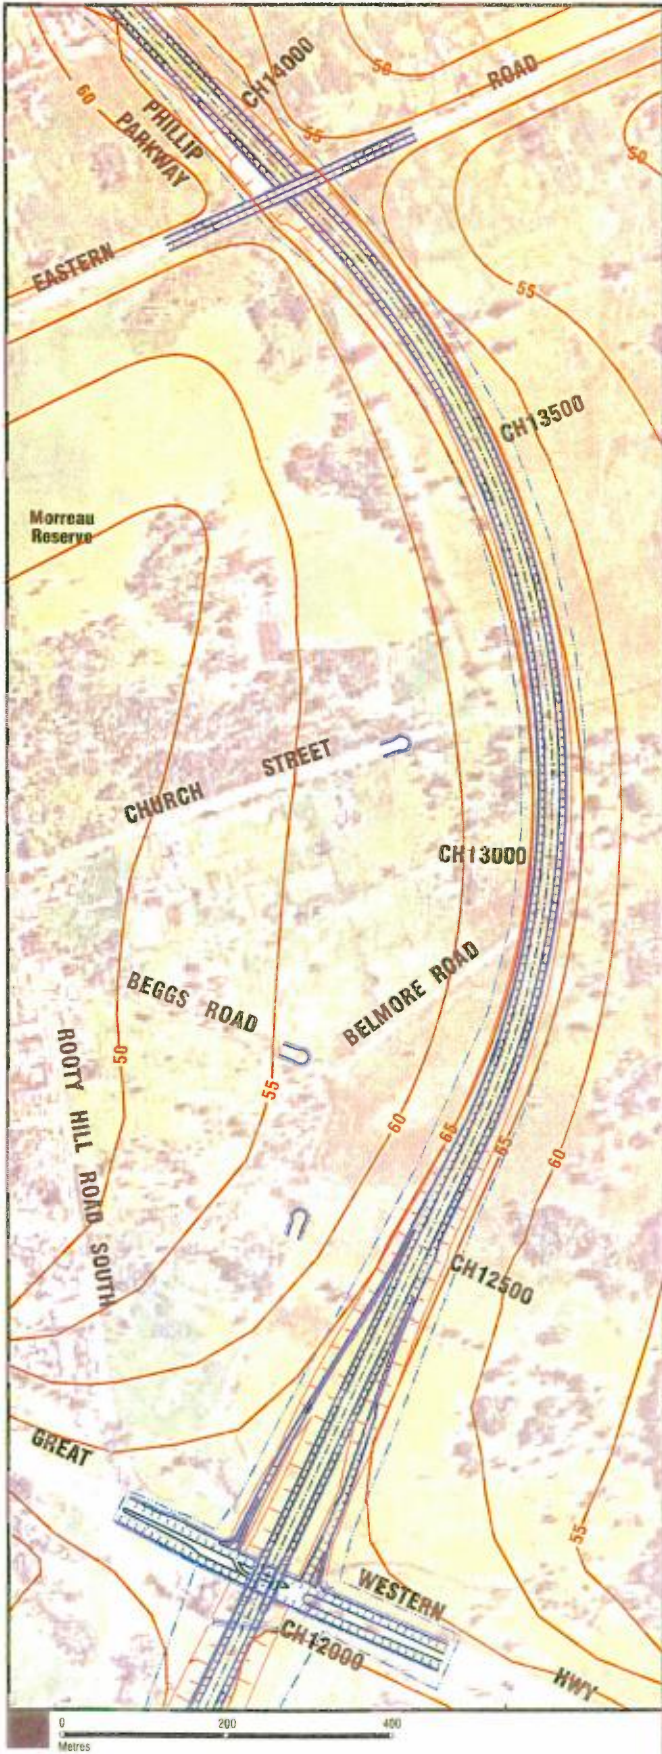 50
ROAD
CH14000
60
PHILLIP
PARKWAY
55
50
EASTERN
55
CH13500
Morreau
Reserve
STREET
CHURCH
CH13000
BEGGS ROAD
BELMORE ROAD
ROOTY HILL ROAD SOUTH
50
55
60
65
65
60
CH12500
GREAT
55
WESTERN
CH12000
HWY
0 200 400
Metres